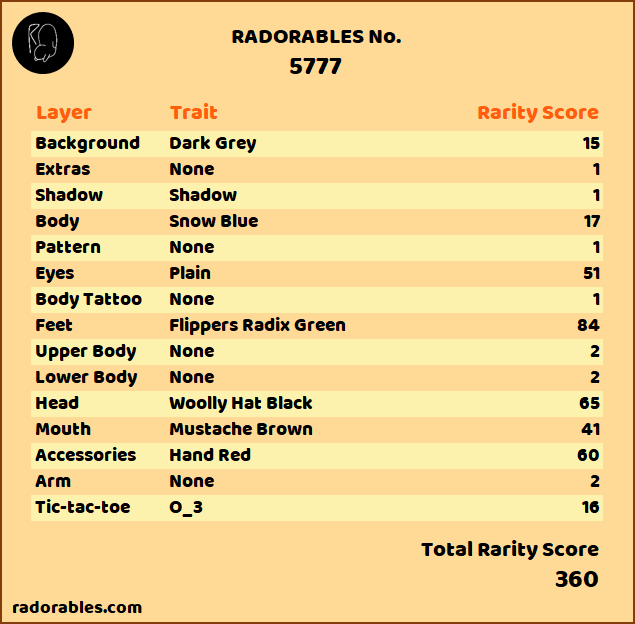 RADORABLES No.
5777
Layer Trait Rarity Score
Background Dark Grey 15
Extras None 1
Shadow Shadow 1
Body Snow Blue 17
Pattern None 1
Eyes Plain 51
Body Tattoo None 1
Feet Flippers Radix Green 84
Upper Body None 2
Lower Body None 2
Head Woolly Hat Black 65
Mouth Mustache Brown 41
Accessories Hand Red 60
Arm None 2
Tic-tac-toe O_3 16
Total Rarity Score
360
radorables.com